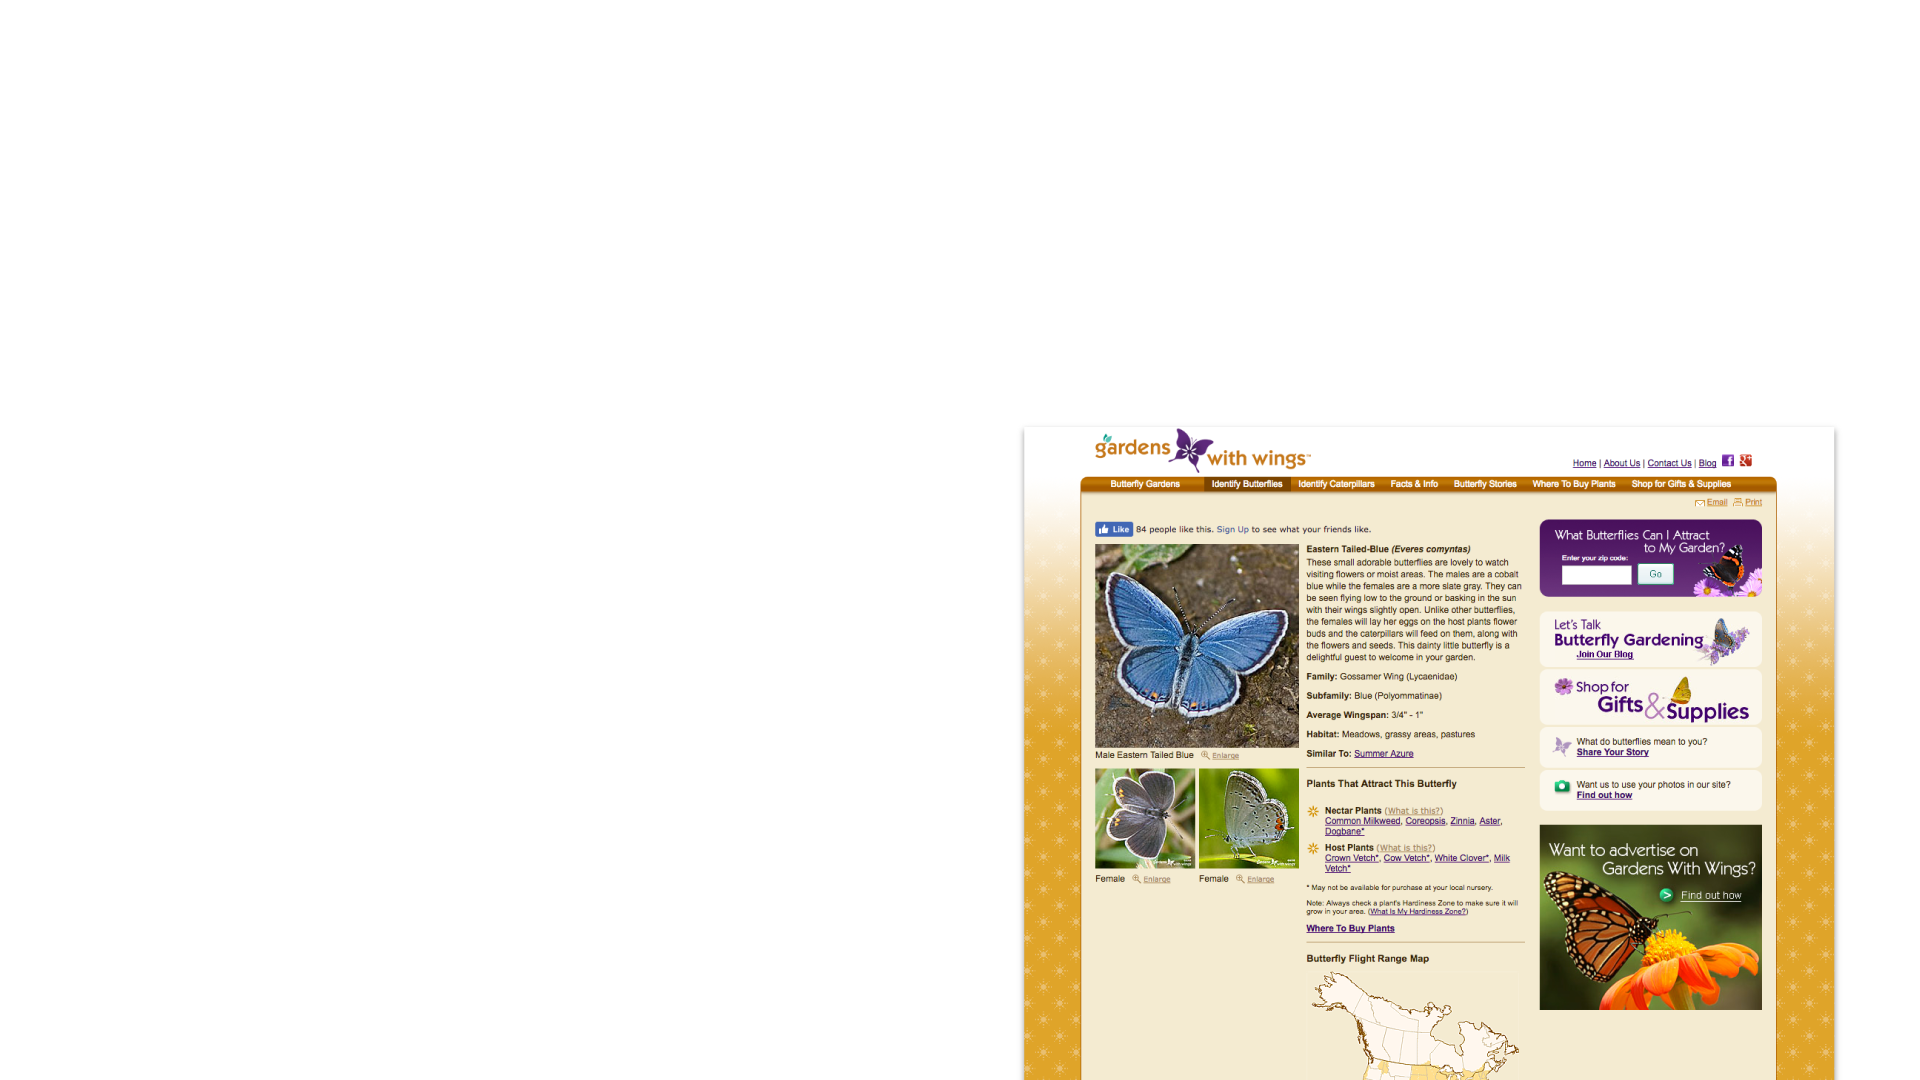 gardens with wings™
Home | About Us | Contact Us | Blog
Butterfly Gardens Identify Butterflies Identify Caterpillars Facts & Info Butterfly Stories Where To Buy Plants Shop for Gifts & Supplies
Email Print
Like 84 people like this. Sign Up to see what your friends like.
Male Eastern Tailed Blue Enlarge
Female Enlarge
Female Enlarge
Eastern Tailed-Blue (Everes comyntas)
These small adorable butterflies are lovely to watch
visiting flowers or moist areas. The males are a cobalt
blue while the females are a more slate gray. They can
be seen flying low to the ground or basking in the sun
with their wings slightly open. Unlike other butterflies,
the females will lay her eggs on the host plants flower
buds and the caterpillars will feed on them, along with
the flowers and seeds. This dainty little butterfly is a
delightful guest to welcome in your garden.
Family: Gossamer Wing (Lycaenidae)
Subfamily: Blue (Polyommatinae)
Average Wingspan: 3/4" - 1"
Habitat: Meadows, grassy areas, pastures
Similar To: Summer Azure
Plants That Attract This Butterfly
Nectar Plants (What is this?)
Common Milkweed, Coreopsis, Zinnia, Aster,
Dogbane*
Host Plants (What is this?)
Crown Vetch*, Cow Vetch*, White Clover*, Milk
Vetch*
* May not be available for purchase at your local nursery.
Note: Always check a plant's Hardiness Zone to make sure it will
grow in your area. (What Is My Hardiness Zone?)
Where To Buy Plants
Butterfly Flight Range Map
What Butterflies Can I Attract
to My Garden?
Enter your zip code:
Go
Let's Talk
Butterfly Gardening
Join Our Blog
Shop for
Gifts & Supplies
What do butterflies mean to you?
Share Your Story
Want us to use your photos in our site?
Find out how
Want to advertise on
Gardens With Wings?
Find out how